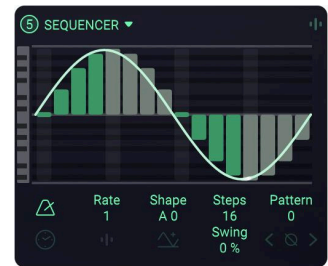 5 SEQUENCER
Rate Shape Steps Pattern
1 A 0 16 0
Swing
0 %